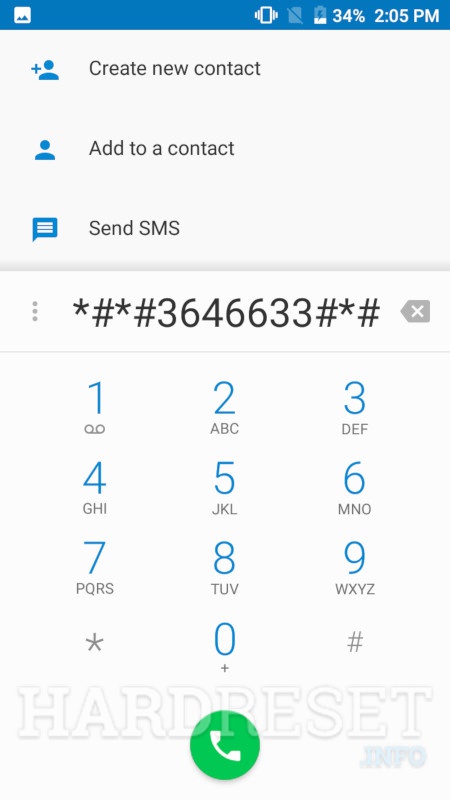 34% 2:05 PM
Create new contact
Add to a contact
Send SMS
*#*#3646633#*#
1 2 3
ABC DEF
4 5 6
GHI JKL MNO
7 8 9
PQRS TUV WXYZ
* 0 #
+
HARDRESET
.INFO